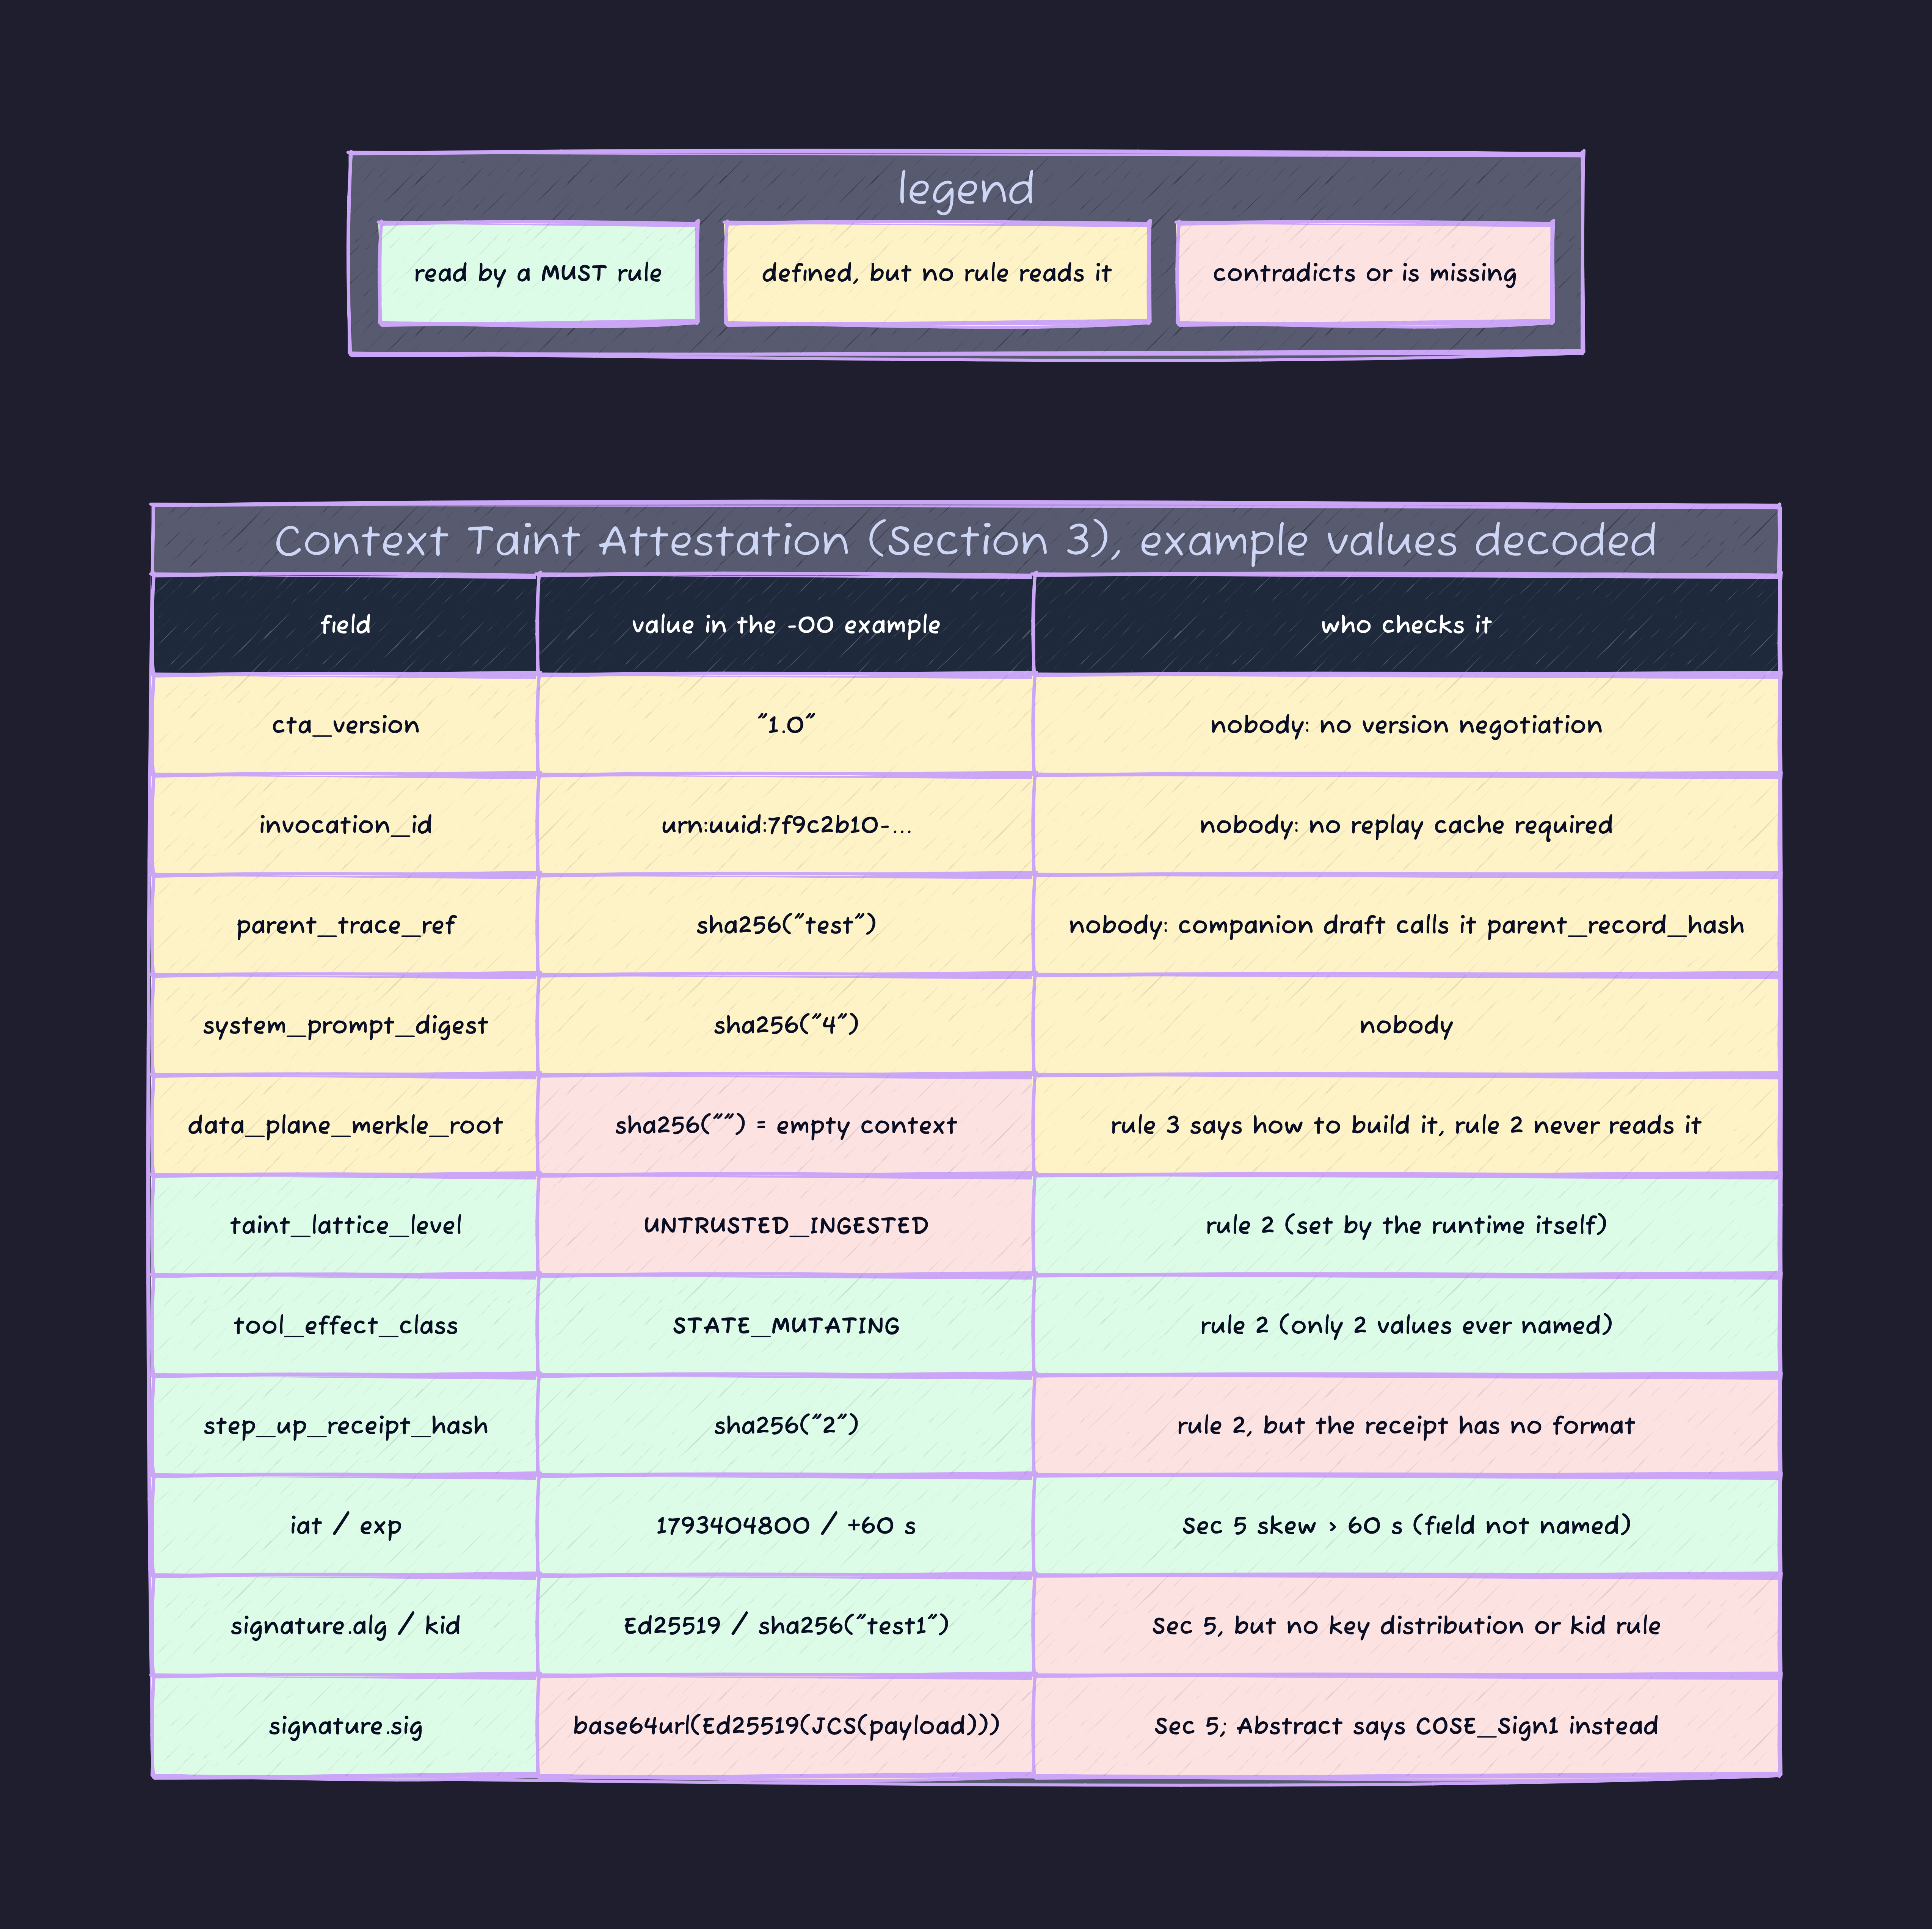 legend
read by a MUST rule
defined, but no rule reads it
contradicts or is missing
Context Taint Attestation (Section 3), example values decoded
field
value in the -00 example
who checks it
cta_version
"1.0"
nobody: no version negotiation
invocation_id
urn:uuid:7f9c2b10-...
nobody: no replay cache required
parent_trace_ref
sha256("test")
nobody: companion draft calls it parent_record_hash
system_prompt_digest
sha256("4")
nobody
data_plane_merkle_root
sha256("") = empty context
rule 3 says how to build it, rule 2 never reads it
taint_lattice_level
UNTRUSTED_INGESTED
rule 2 (set by the runtime itself)
tool_effect_class
STATE_MUTATING
rule 2 (only 2 values ever named)
step_up_receipt_hash
sha256("2")
rule 2, but the receipt has no format
iat / exp
1793404800 / +60 s
Sec 5 skew > 60 s (field not named)
signature.alg / kid
Ed25519 / sha256("test1")
Sec 5, but no key distribution or kid rule
signature.sig
base64url(Ed25519(JCS(payload)))
Sec 5; Abstract says COSE_Sign1 instead